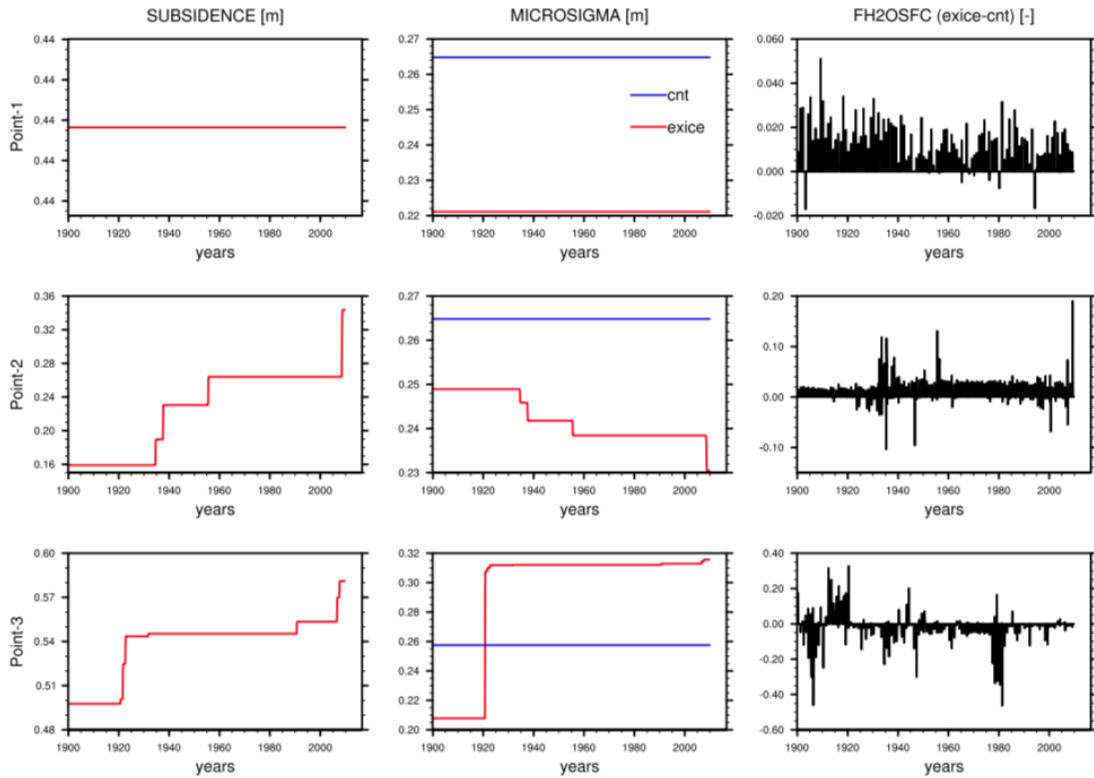 SUBSIDENCE [m] MICROSIGMA [m] FH2OSFC (exice-cnt) [-]
Point-1
0.44 0.27 0.060
0.44 0.26 0.040
0.44 0.25 0.020
0.44 0.24 0.000
0.44 0.23 -0.020
0.22
cnt
exice
1900 1920 1940 1960 1980 2000 1900 1920 1940 1960 1980 2000 1900 1920 1940 1960 1980 2000
years years years
Point-2
0.36 0.27 0.20
0.32 0.26 0.10
0.28 0.25 0.00
0.24 0.24 -0.10
0.20 0.23
0.16
1900 1920 1940 1960 1980 2000 1900 1920 1940 1960 1980 2000 1900 1920 1940 1960 1980 2000
years years years
Point-3
0.60 0.32 0.40
0.57 0.30 0.20
0.54 0.28 0.00
0.51 0.26 -0.20
0.48 0.24 -0.40
0.22 -0.60
0.20
1900 1920 1940 1960 1980 2000 1900 1920 1940 1960 1980 2000 1900 1920 1940 1960 1980 2000
years years years